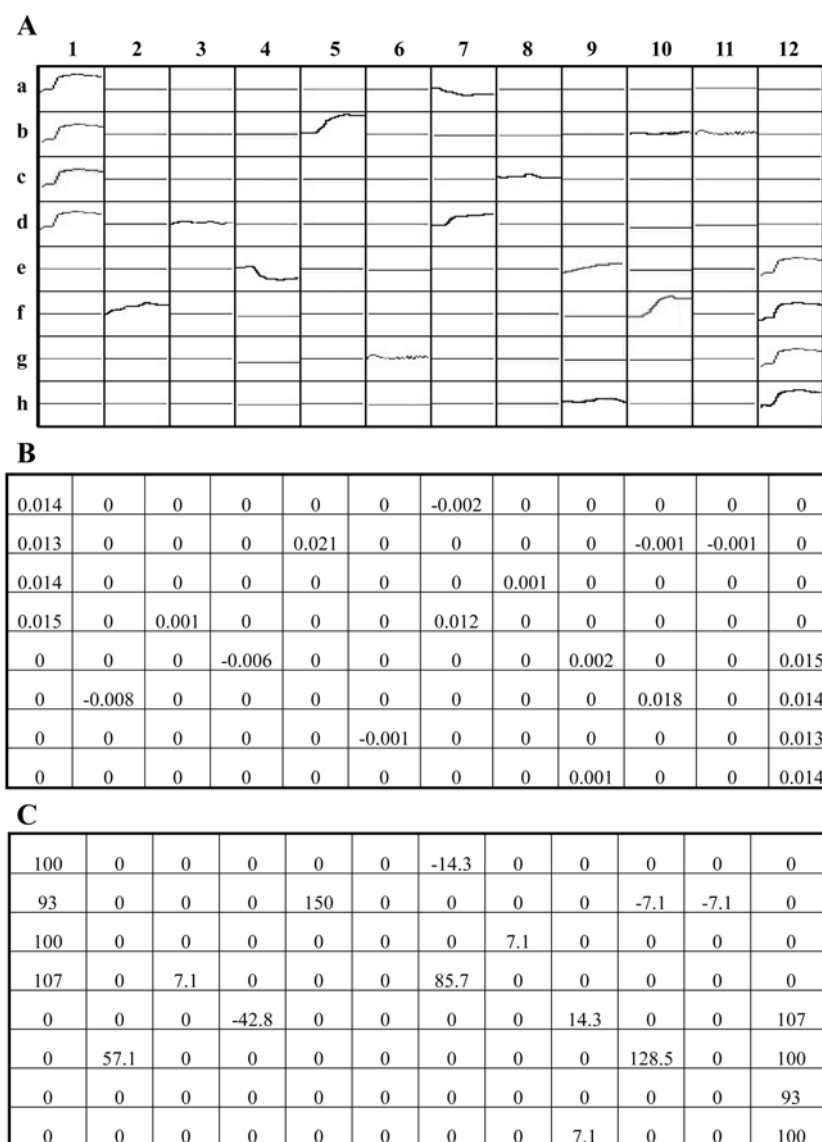 A
1 2 3 4 5 6 7 8 9 10 11 12
a
b
c
d
e
f
g
h
B
0.014 0 0 0 0 0 -0.002 0 0 0 0 0
0.013 0 0 0 0.021 0 0 0 0 -0.001 -0.001 0
0.014 0 0 0 0 0 0 0.001 0 0 0 0
0.015 0 0.001 0 0 0 0.012 0 0 0 0 0
0 0 0 -0.006 0 0 0 0 0.002 0 0 0.015
0 -0.008 0 0 0 0 0 0 0 0.018 0 0.014
0 0 0 0 0 -0.001 0 0 0 0 0 0.013
0 0 0 0 0 0 0 0 0.001 0 0 0.014
C
100 0 0 0 0 0 -14.3 0 0 0 0 0
93 0 0 0 150 0 0 0 0 -7.1 -7.1 0
100 0 0 0 0 0 0 7.1 0 0 0 0
107 0 7.1 0 0 0 85.7 0 0 0 0 0
0 0 0 -42.8 0 0 0 0 14.3 0 0 107
0 57.1 0 0 0 0 0 0 0 128.5 0 100
0 0 0 0 0 0 0 0 0 0 0 93
0 0 0 0 0 0 0 0 7.1 0 0 100